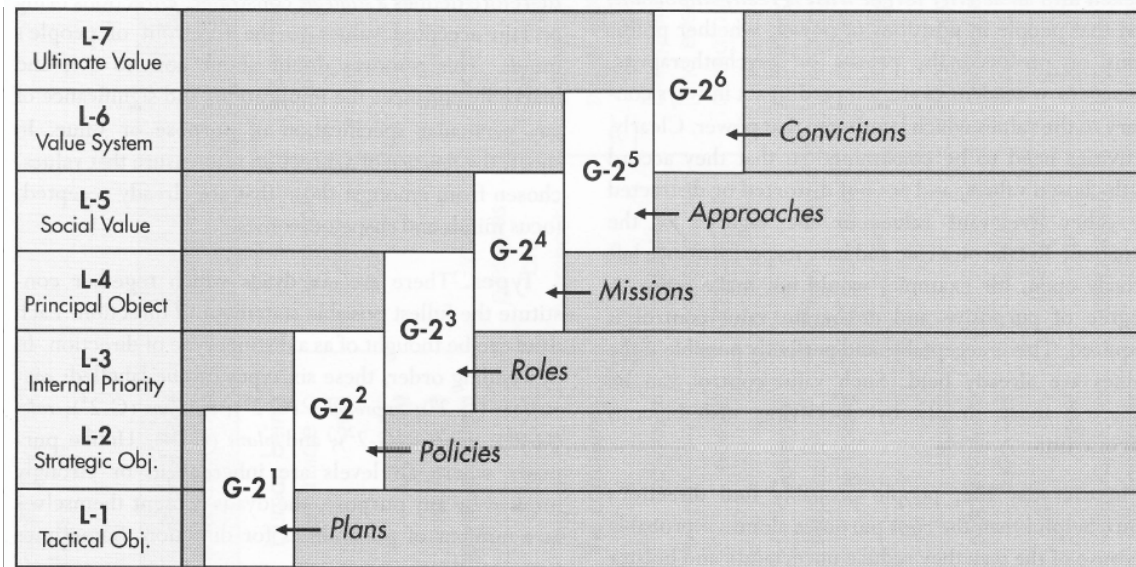 L-7
Ultimate Value
G-2⁶
L-6
Value System
Convictions
G-2⁵
L-5
Social Value
Approaches
G-2⁴
L-4
Principal Object
Missions
G-2³
L-3
Internal Priority
Roles
G-2²
L-2
Strategic Obj.
Policies
G-2¹
L-1
Tactical Obj.
Plans